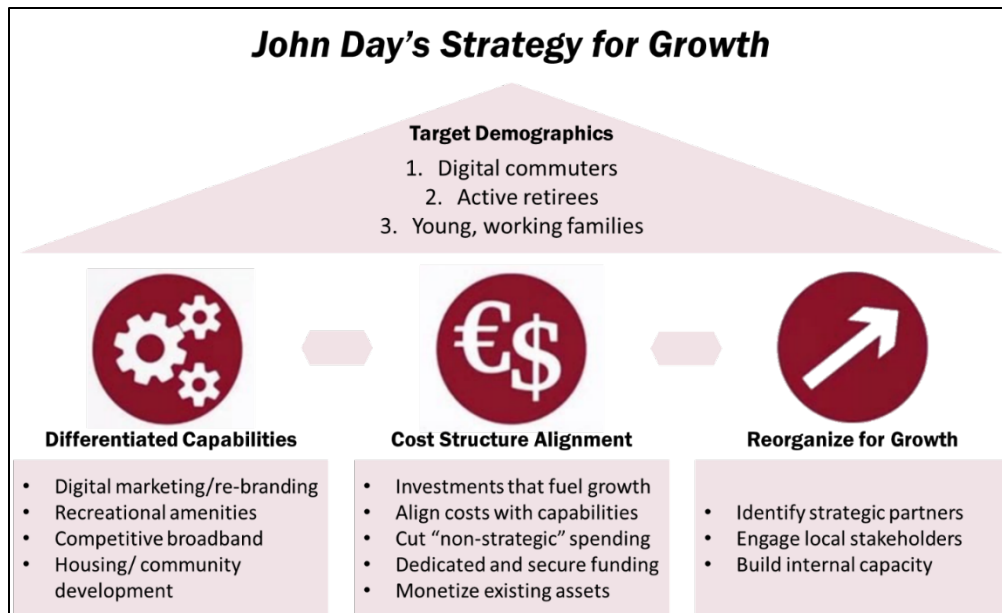 John Day's Strategy for Growth
Target Demographics
1. Digital commuters
2. Active retirees
3. Young, working families
€$
Differentiated Capabilities
• Digital marketing/re-branding
• Recreational amenities
• Competitive broadband
• Housing/ community
development
Cost Structure Alignment
• Investments that fuel growth
• Align costs with capabilities
• Cut “non-strategic” spending
• Dedicated and secure funding
• Monetize existing assets
Reorganize for Growth
• Identify strategic partners
• Engage local stakeholders
• Build internal capacity